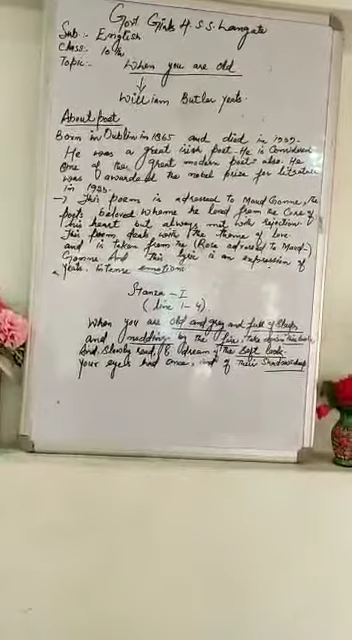 Govt Girls H.S.S Langate
Sub:- English
Class:- 10th
Topic:- When you are old
William Butler Yeats
About poet
Born in Dublin in 1865 and died in 1939.
He was a great irish poet. He is Considered
One of the great modern poets also. He
was awarded the nobel prize for literature
in 1923.
→ This poem is adressed to Maud Gonne, the
poets beloved whome he loved from the Core of
his heart but always met with rejection.
This poem deals with the theme of love
and is taken from the (Rose adressed to Maud-)
Gonne And This lyric is an expression of
Yeats. intense emotions
Stanza - I
(line 1-4)
When you are old and grey and full of sleep
and nodding by the fire, take down this book
And Slowly read, & dream of the Soft look
Your eyes had once, and of their Shadows deep